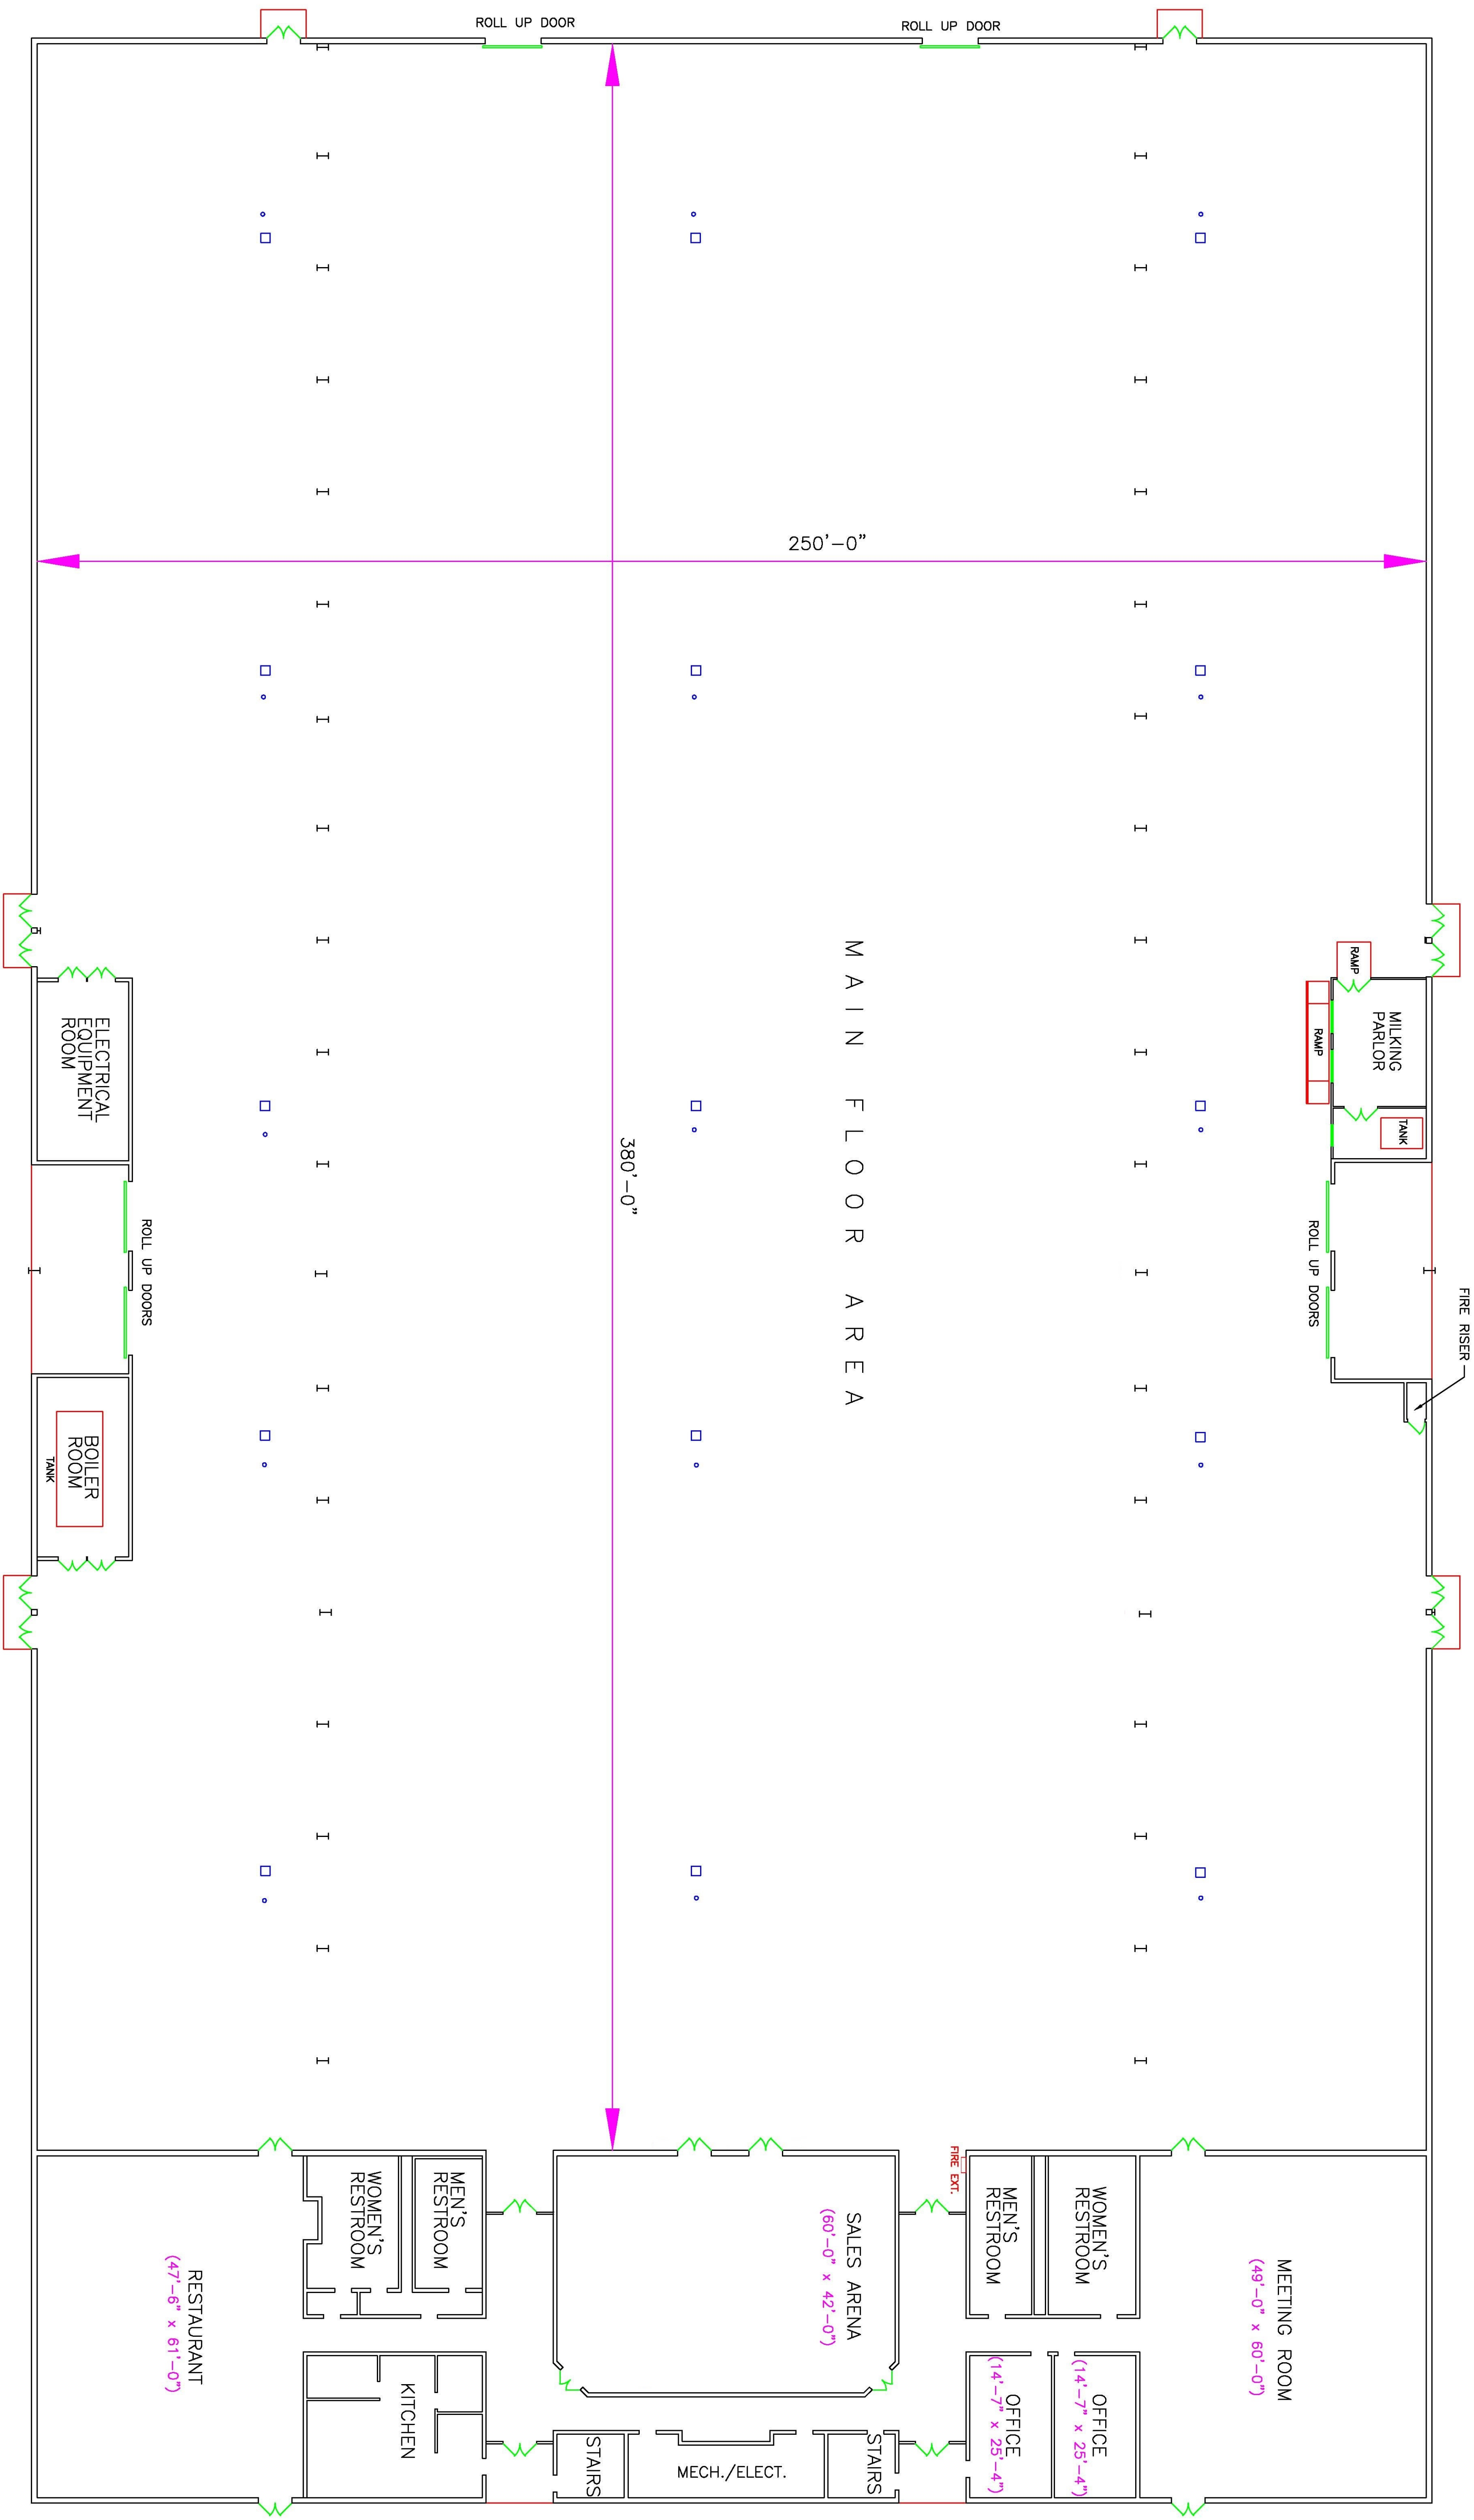 ROLL UP DOOR
ROLL UP DOOR
250'-0"
MAIN FLOOR AREA
380'-0"
RAMP
RAMP
MILKING
PARLOR
TANK
ELECTRICAL
EQUIPMENT
ROOM
ROLL UP DOORS
ROLL UP DOORS
FIRE RISER
BOILER
ROOM
TANK
FIRE EXT.
WOMEN'S
RESTROOM
MEN'S
RESTROOM
SALES ARENA
(60'-0" x 42'-0")
MEN'S
RESTROOM
WOMEN'S
RESTROOM
MEETING ROOM
(49'-0" x 60'-0")
RESTAURANT
(47'-6" x 61'-0")
KITCHEN
STAIRS
MECH./ELECT.
STAIRS
OFFICE
(14'-7" x 25'-4")
OFFICE
(14'-7" x 25'-4")